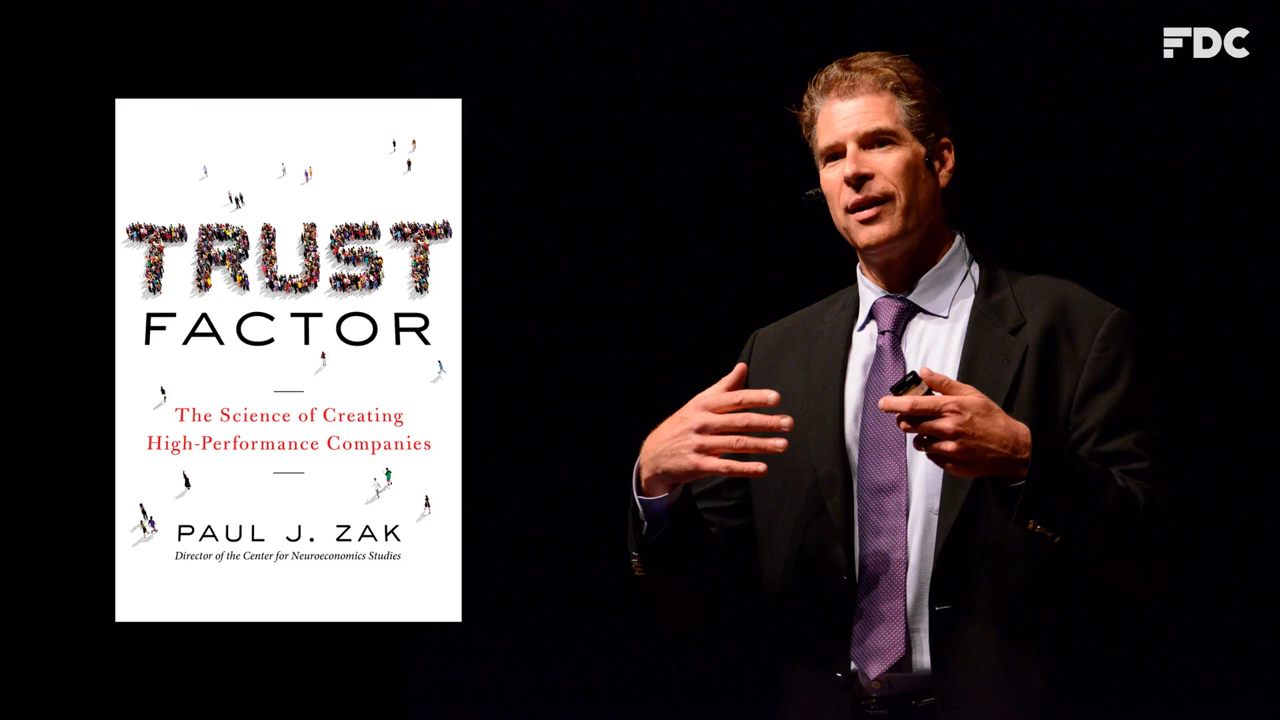 FDC
TRUST
FACTOR
The Science of Creating
High-Performance Companies
PAUL J. ZAK
Director of the Center for Neuroeconomics Studies